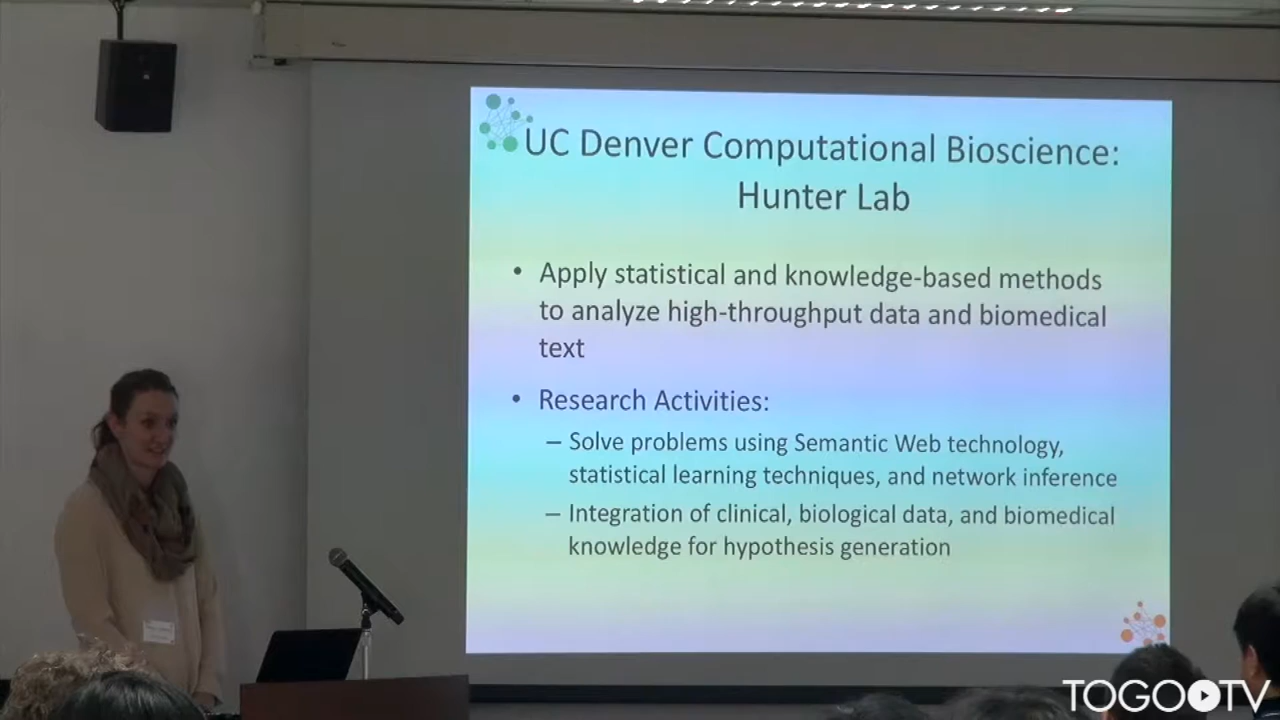 UC Denver Computational Bioscience:
Hunter Lab
• Apply statistical and knowledge-based methods
to analyze high-throughput data and biomedical
text
• Research Activities:
– Solve problems using Semantic Web technology,
statistical learning techniques, and network inference
– Integration of clinical, biological data, and biomedical
knowledge for hypothesis generation
TOGOTV